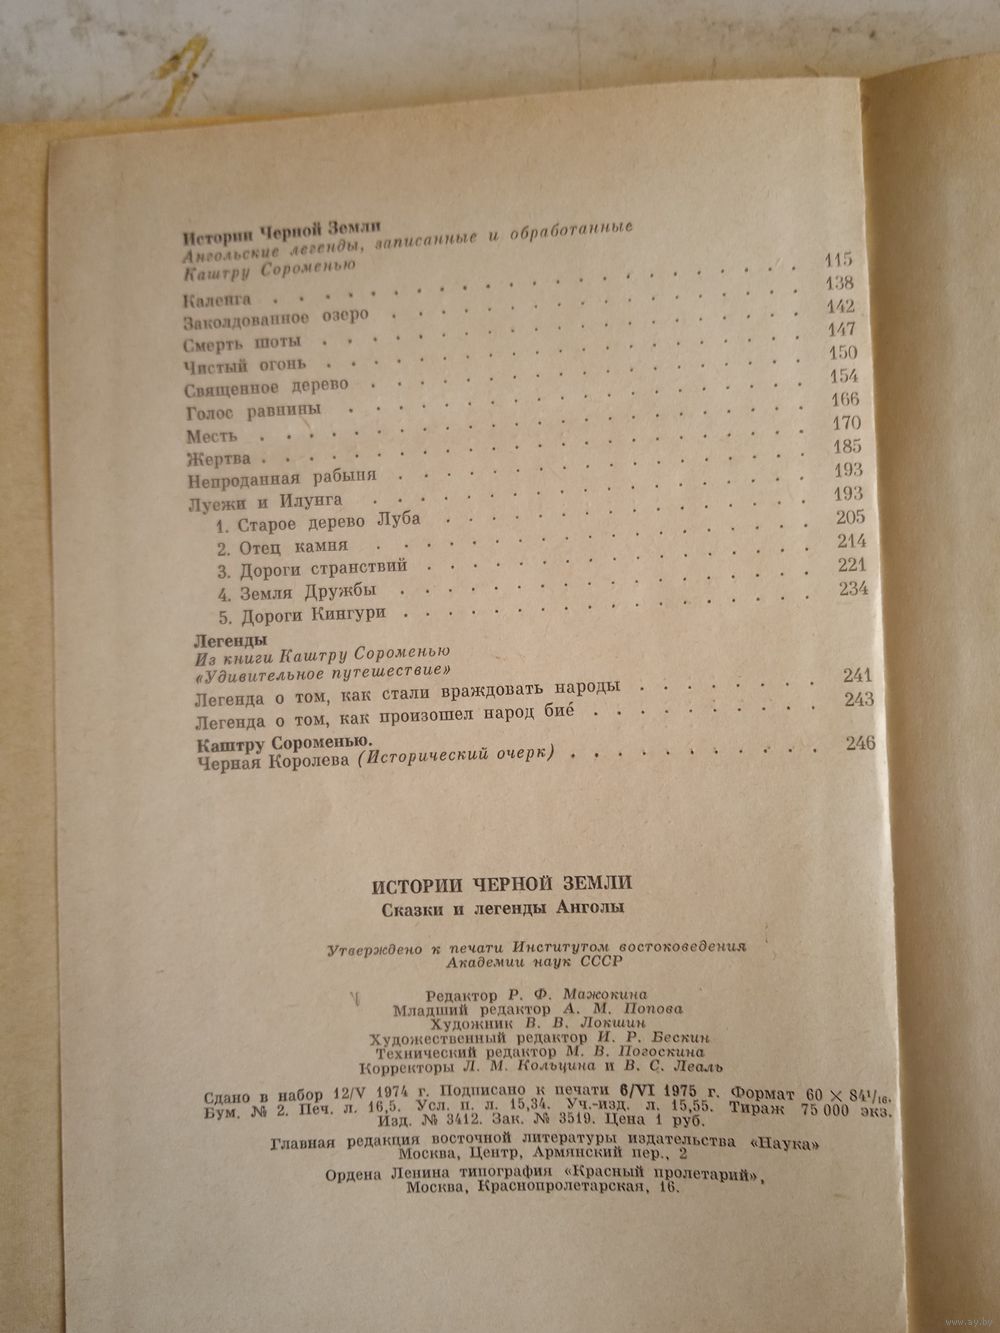 Истории Черной Земли
Ангольские легенды, записанные и обработанные
Каштру Сороменью
Каленга . . . 115
Заколдованное озеро . . . 138
Смерть шоты . . . 142
Чистый огонь . . . 147
Священное дерево . . . 150
Голос равнины . . . 154
Месть . . . 166
Жертва . . . 170
Непроданная рабыня . . . 185
Луежи и Илунга . . . 193
1. Старое дерево Луба . . . 193
2. Отец камня . . . 205
3. Дороги странствий . . . 214
4. Земля Дружбы . . . 221
5. Дороги Кингури . . . 234
Легенды
Из книги Каштру Сороменью
«Удивительное путешествие»
Легенда о том, как стали враждовать народы . . . 241
Легенда о том, как произошел народ бие́ . . . 243
Каштру Сороменью.
Черная Королева (Исторический очерк) . . . 246
ИСТОРИИ ЧЕРНОЙ ЗЕМЛИ
Сказки и легенды Анголы
Утверждено к печати Институтом востоковедения
Академии наук СССР
Редактор Р. Ф. Мажокина
Младший редактор А. М. Попова
Художник В. В. Локшин
Художественный редактор И. Р. Бескин
Технический редактор М. В. Погоскина
Корректоры Л. М. Кольцина и В. С. Леаль
Сдано в набор 12/V 1974 г. Подписано к печати 6/VI 1975 г. Формат 60 × 84¹/₁₆.
Бум. № 2. Печ. л. 16,5. Усл. п. л. 15,34. Уч.-изд. л. 15,55. Тираж 75 000 экз.
Изд. № 3412. Зак. № 3519. Цена 1 руб.
Главная редакция восточной литературы издательства «Наука»
Москва, Центр, Армянский пер., 2
Ордена Ленина типография «Красный пролетарий»,
Москва, Краснопролетарская, 16.
www.ay.by